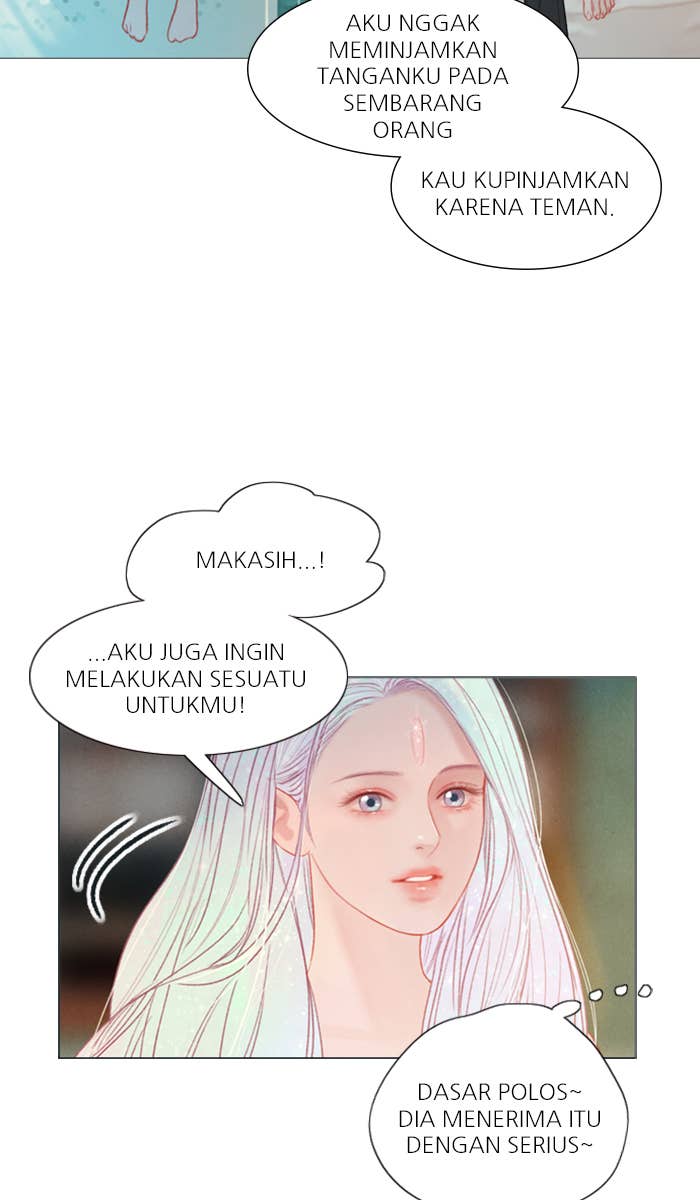 AKU NGGAK
MEMINJAMKAN
TANGANKU PADA
SEMBARANG
ORANG
KAU KUPINJAMKAN
KARENA TEMAN.
MAKASIH...!
...AKU JUGA INGIN
MELAKUKAN SESUATU
UNTUKMU!
DASAR POLOS~
DIA MENERIMA ITU
DENGAN SERIUS~